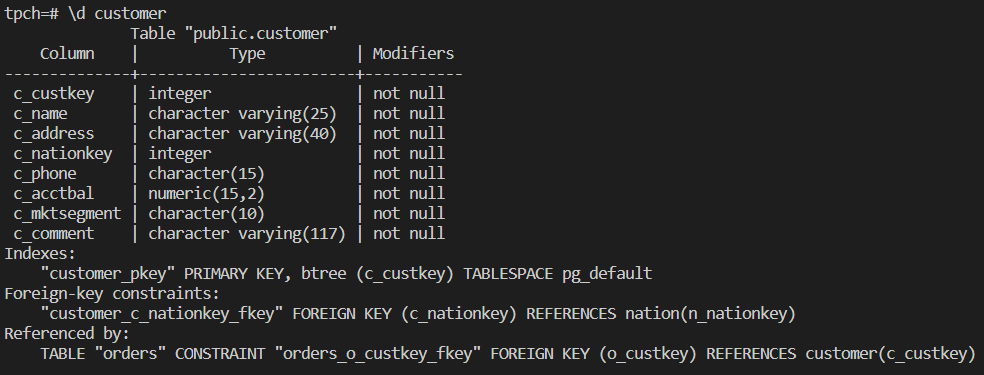 tpch=# \d customer
            Table "public.customer"
    Column    |          Type          | Modifiers
--------------+------------------------+-----------
 c_custkey    | integer                | not null
 c_name       | character varying(25)  | not null
 c_address    | character varying(40)  | not null
 c_nationkey  | integer                | not null
 c_phone      | character(15)          | not null
 c_acctbal    | numeric(15,2)          | not null
 c_mktsegment | character(10)          | not null
 c_comment    | character varying(117) | not null
Indexes:
    "customer_pkey" PRIMARY KEY, btree (c_custkey) TABLESPACE pg_default
Foreign-key constraints:
    "customer_c_nationkey_fkey" FOREIGN KEY (c_nationkey) REFERENCES nation(n_nationkey)
Referenced by:
    TABLE "orders" CONSTRAINT "orders_o_custkey_fkey" FOREIGN KEY (o_custkey) REFERENCES customer(c_custkey)